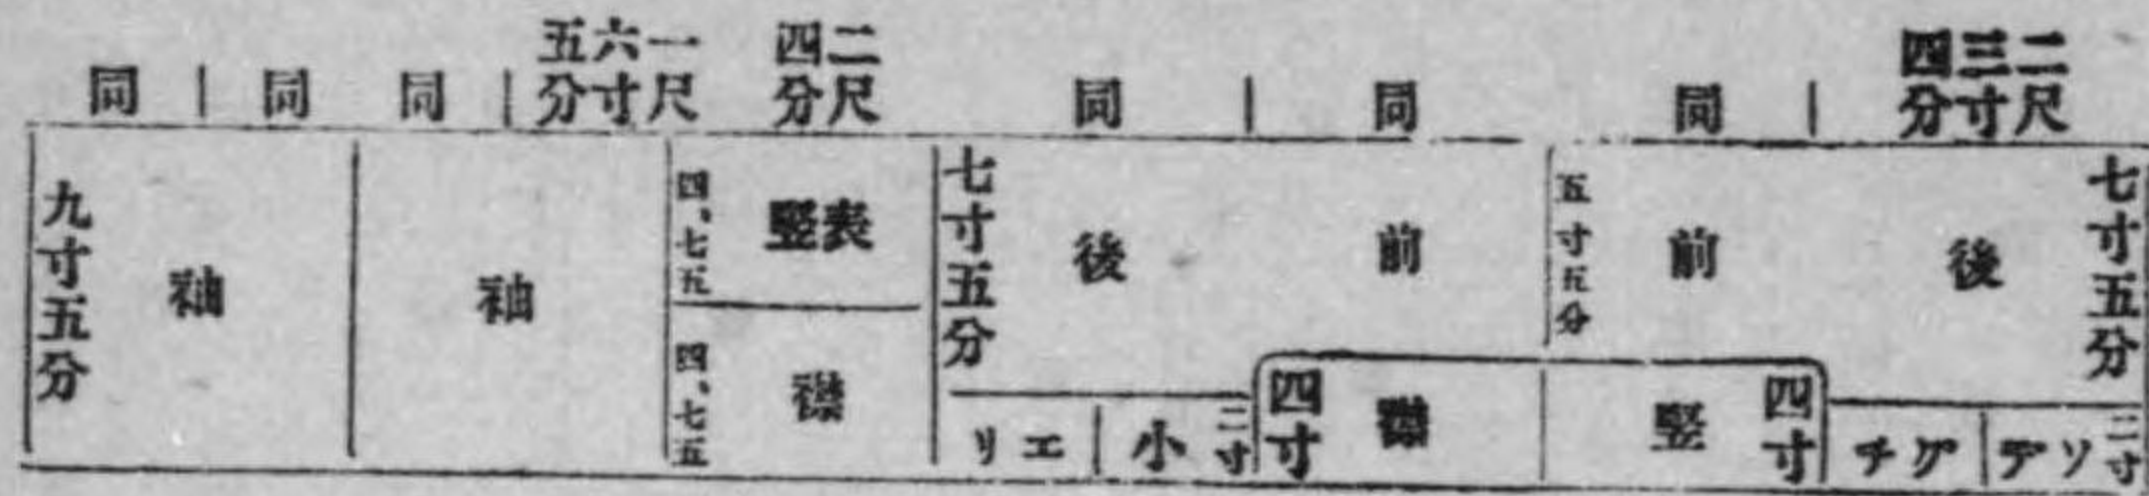 二尺三寸四分
同
同
同
二尺四分
一尺六寸五分
同
同
同
七寸五分
後
前
五寸五分
前
後
七寸五分
表竪
四、七五
袖
袖
九寸五分
二寸
ソデ
グチ
四寸
竪
襟
四寸
二寸
小
エリ
襟
四、七五